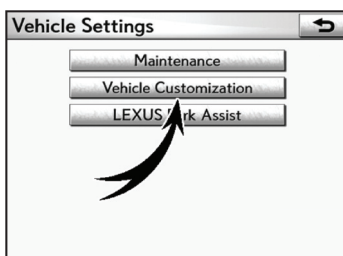 Vehicle Settings
Maintenance
Vehicle Customization
LEXUS Assist